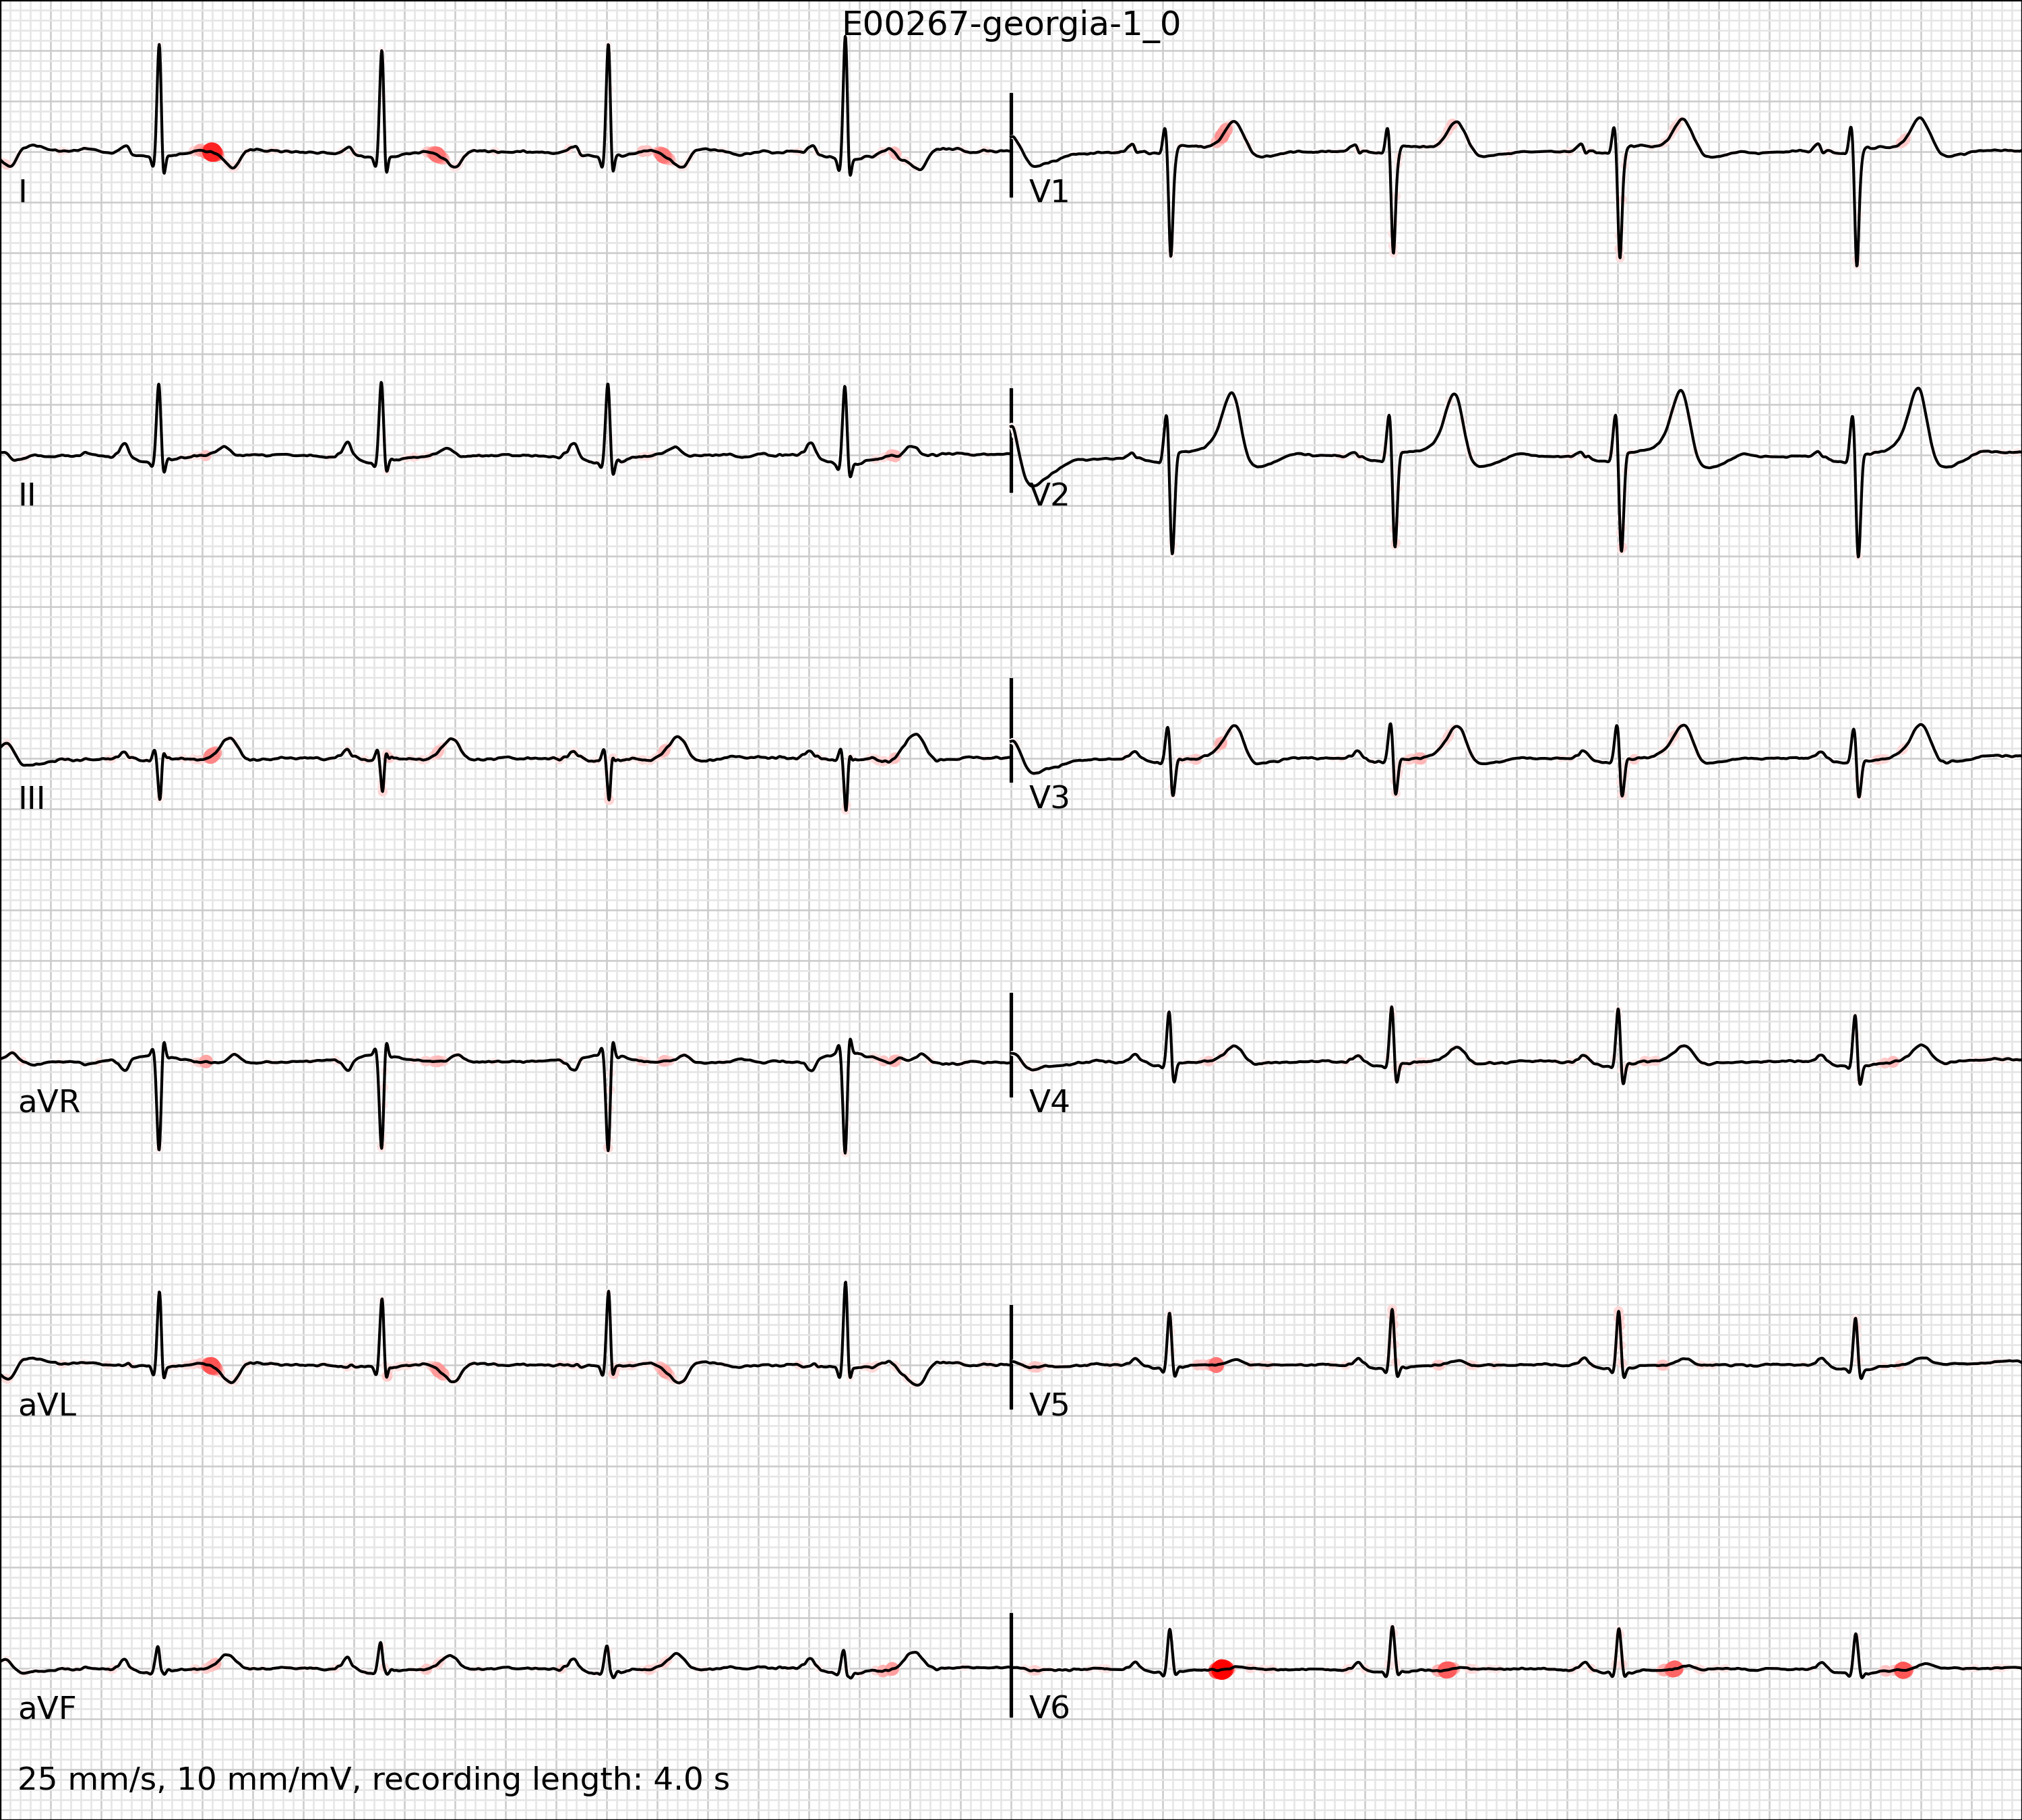 E00267-georgia-1_0
I
V1
II
V2
III
V3
aVR
V4
aVL
V5
aVF
V6
25 mm/s, 10 mm/mV, recording length: 4.0 s